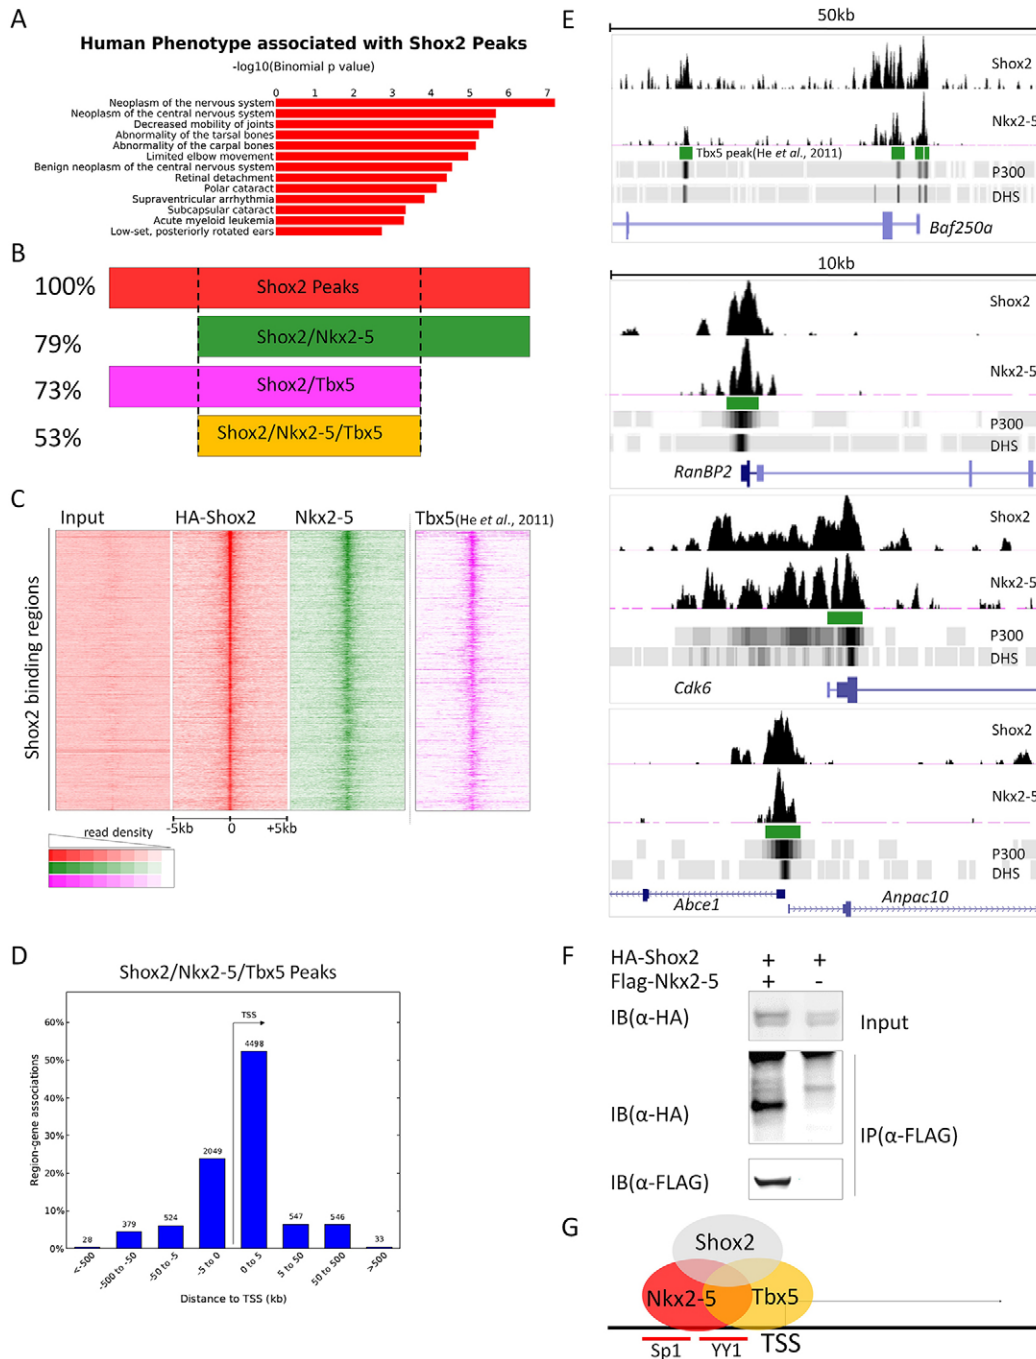 A
Human Phenotype associated with Shox2 Peaks
-log10(Binomial p value)
0 1 2 3 4 5 6 7
Neoplasm of the nervous system
Neoplasm of the central nervous system
Decreased mobility of joints
Abnormality of the tarsal bones
Abnormality of the carpal bones
Limited elbow movement
Benign neoplasm of the central nervous system
Retinal detachment
Polar cataract
Supraventricular arrhythmia
Subcapsular cataract
Acute myeloid leukemia
Low-set, posteriorly rotated ears
B
100% Shox2 Peaks
79% Shox2/Nkx2-5
73% Shox2/Tbx5
53% Shox2/Nkx2-5/Tbx5
C
Input HA-Shox2 Nkx2-5 Tbx5(He et al., 2011)
Shox2 binding regions
-5kb 0 +5kb
read density
D
Shox2/Nkx2-5/Tbx5 Peaks
Region-gene associations
60%
50%
40%
30%
20%
10%
0%
TSS
28 379 524 2049 4498 547 546 33
<-500 -500 to -50 -50 to -5 -5 to 0 0 to 5 5 to 50 50 to 500 >500
Distance to TSS (kb)
E
50kb
Shox2
Nkx2-5
Tbx5 peak(He et al., 2011)
P300
DHS
Baf250a
10kb
Shox2
Nkx2-5
P300
DHS
RanBP2
Shox2
Nkx2-5
P300
DHS
Cdk6
Shox2
Nkx2-5
P300
DHS
Abce1 Anpac10
F
HA-Shox2 + +
Flag-Nkx2-5 + -
IB(α-HA) Input
IB(α-HA)
IP(α-FLAG)
IB(α-FLAG)
G
Shox2
Nkx2-5 Tbx5
Sp1 YY1 TSS